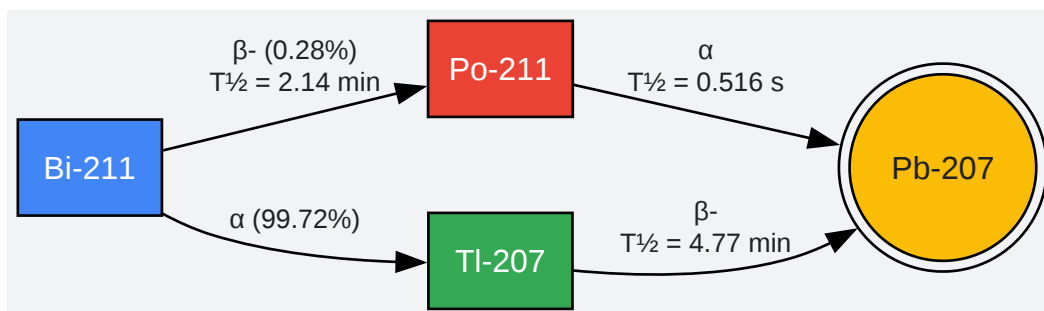 β- (0.28%)
T½ = 2.14 min
Po-211
α
T½ = 0.516 s
Bi-211
Pb-207
α (99.72%)
Tl-207
β-
T½ = 4.77 min